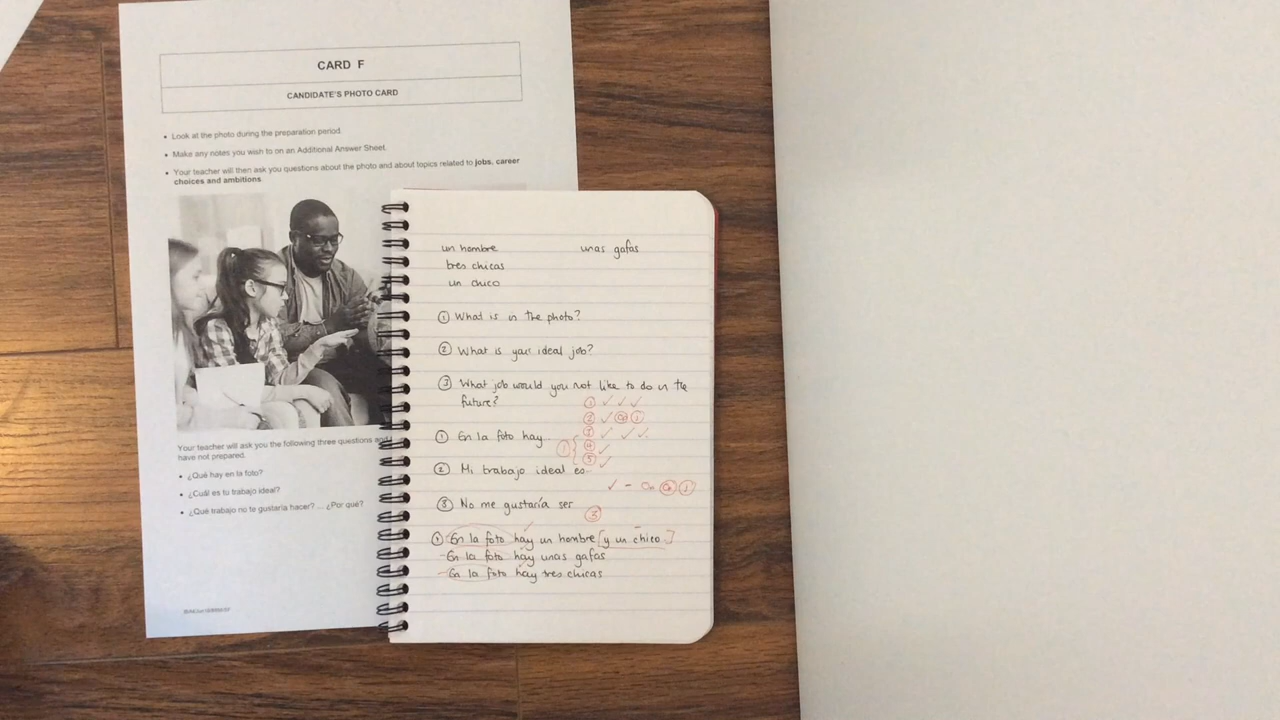 CARD F
CANDIDATE'S PHOTO CARD
• Look at the photo during the preparation period.
• Make any notes you wish to on an Additional Answer Sheet.
• Your teacher will then ask you questions about the photo and about topics related to jobs, career
choices and ambitions
Your teacher will ask you the following three questions and
have not prepared.
• ¿Qué hay en la foto?
• ¿Cuál es tu trabajo ideal?
• ¿Qué trabajo no te gustaría hacer? ... ¿Por qué?
un hombre
unas gafas
tres chicas
un chico
① What is in the photo?
② What is your ideal job?
③ What job would you not like to do in the
future?
① ✓ ✓ ✓
② ✓
① En la foto hay...
② Mi trabajo ideal es...
③ No me gustaría ser
③
① En la foto hay un hombre [y un chico.]
- En la foto hay unas gafas
- En la foto hay tres chicas